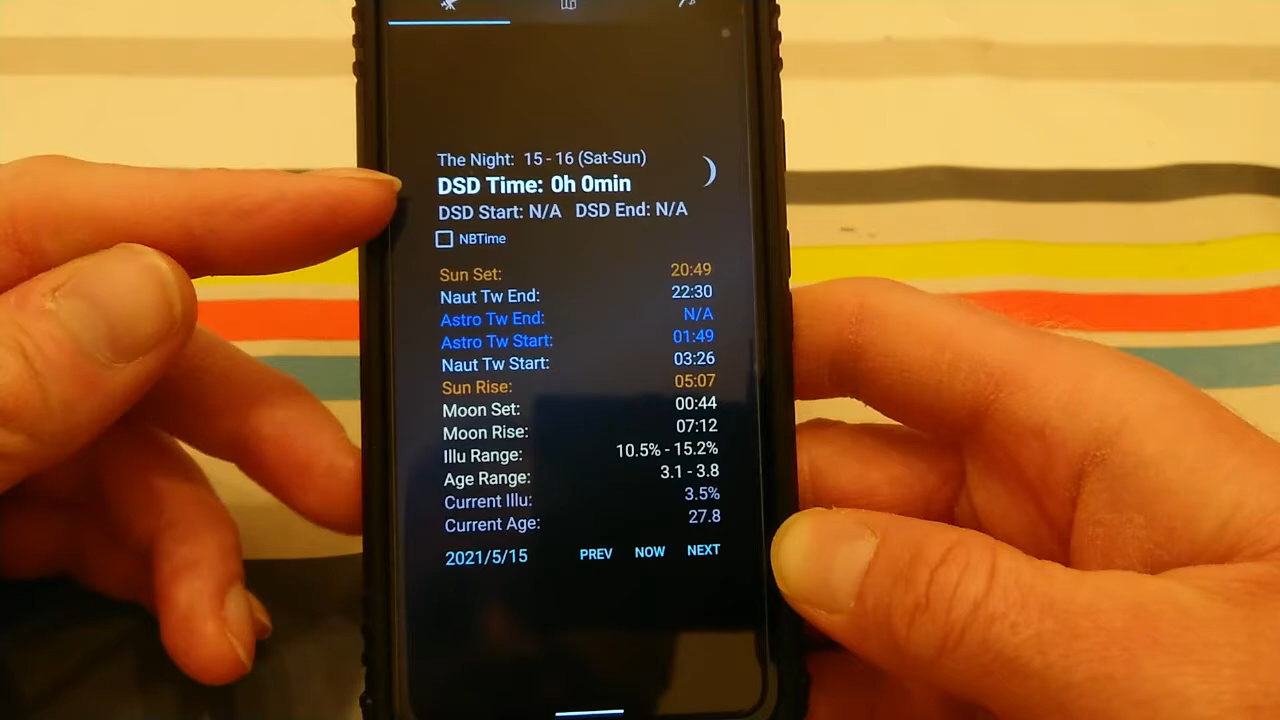 The Night: 15 - 16 (Sat-Sun)
DSD Time: 0h 0min
DSD Start: N/A DSD End: N/A
NBTime
Sun Set: 20:49
Naut Tw End: 22:30
Astro Tw End: N/A
Astro Tw Start: 01:49
Naut Tw Start: 03:26
Sun Rise: 05:07
Moon Set: 00:44
Moon Rise: 07:12
Illu Range: 10.5% - 15.2%
Age Range: 3.1 - 3.8
Current Illu: 3.5%
Current Age: 27.8
2021/5/15 PREV NOW NEXT